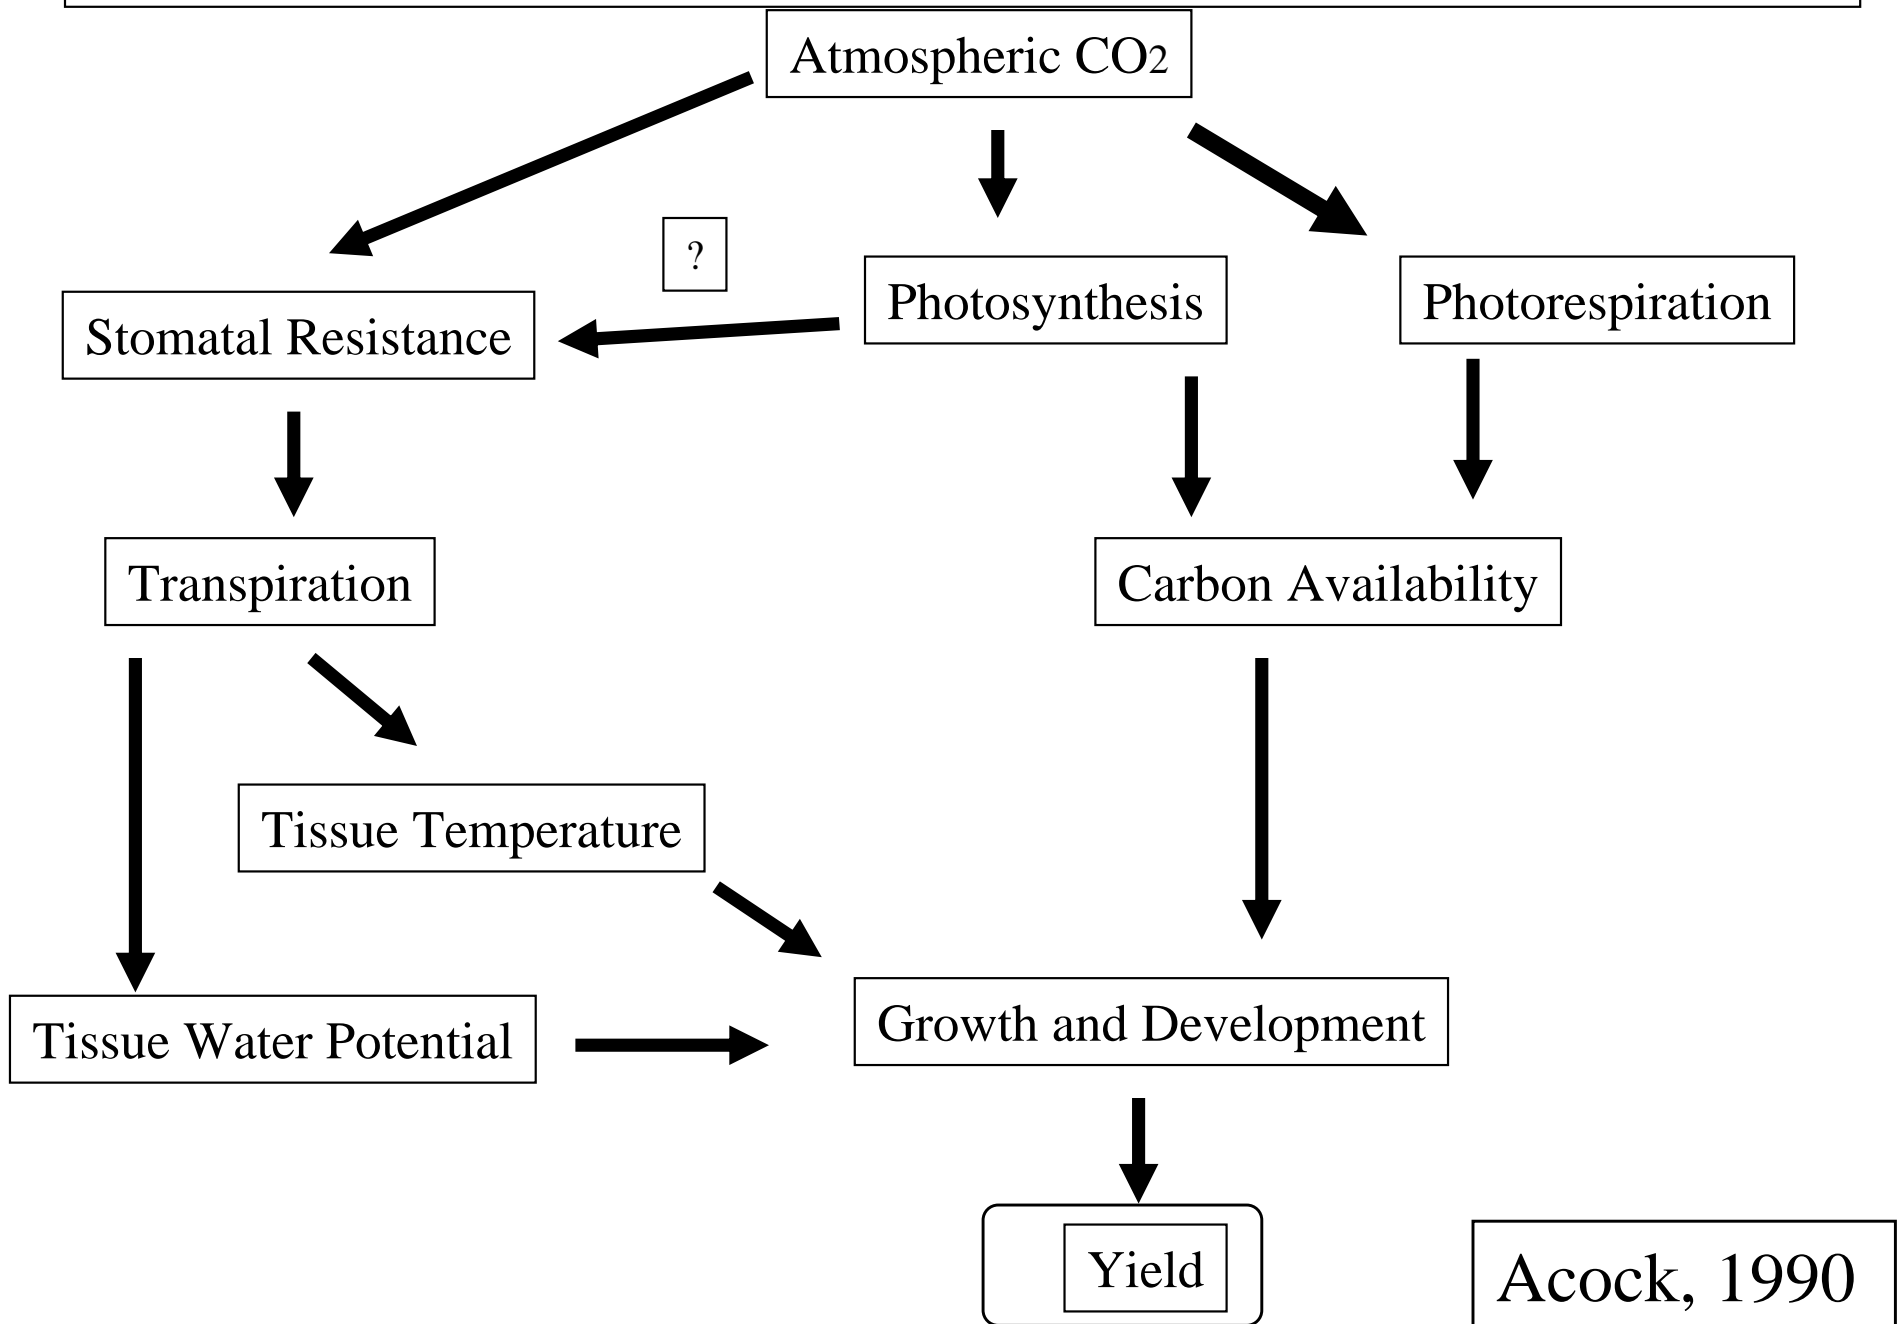 Atmospheric CO2
?
Photosynthesis
Photorespiration
Stomatal Resistance
Transpiration
Carbon Availability
Tissue Temperature
Growth and Development
Tissue Water Potential
Yield
Acock, 1990